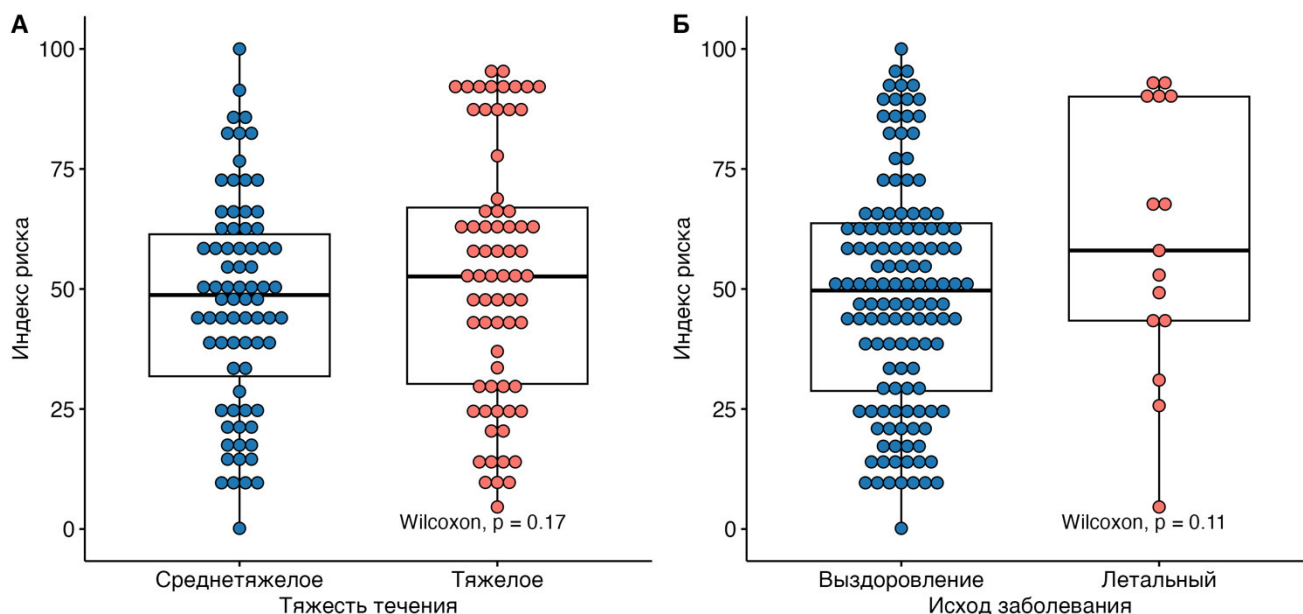 А
Индекс риска
100
75
50
25
0
Wilcoxon, p = 0.17
Среднетяжелое
Тяжелое
Тяжесть течения
Б
Индекс риска
100
75
50
25
0
Wilcoxon, p = 0.11
Выздоровление
Летальный
Исход заболевания